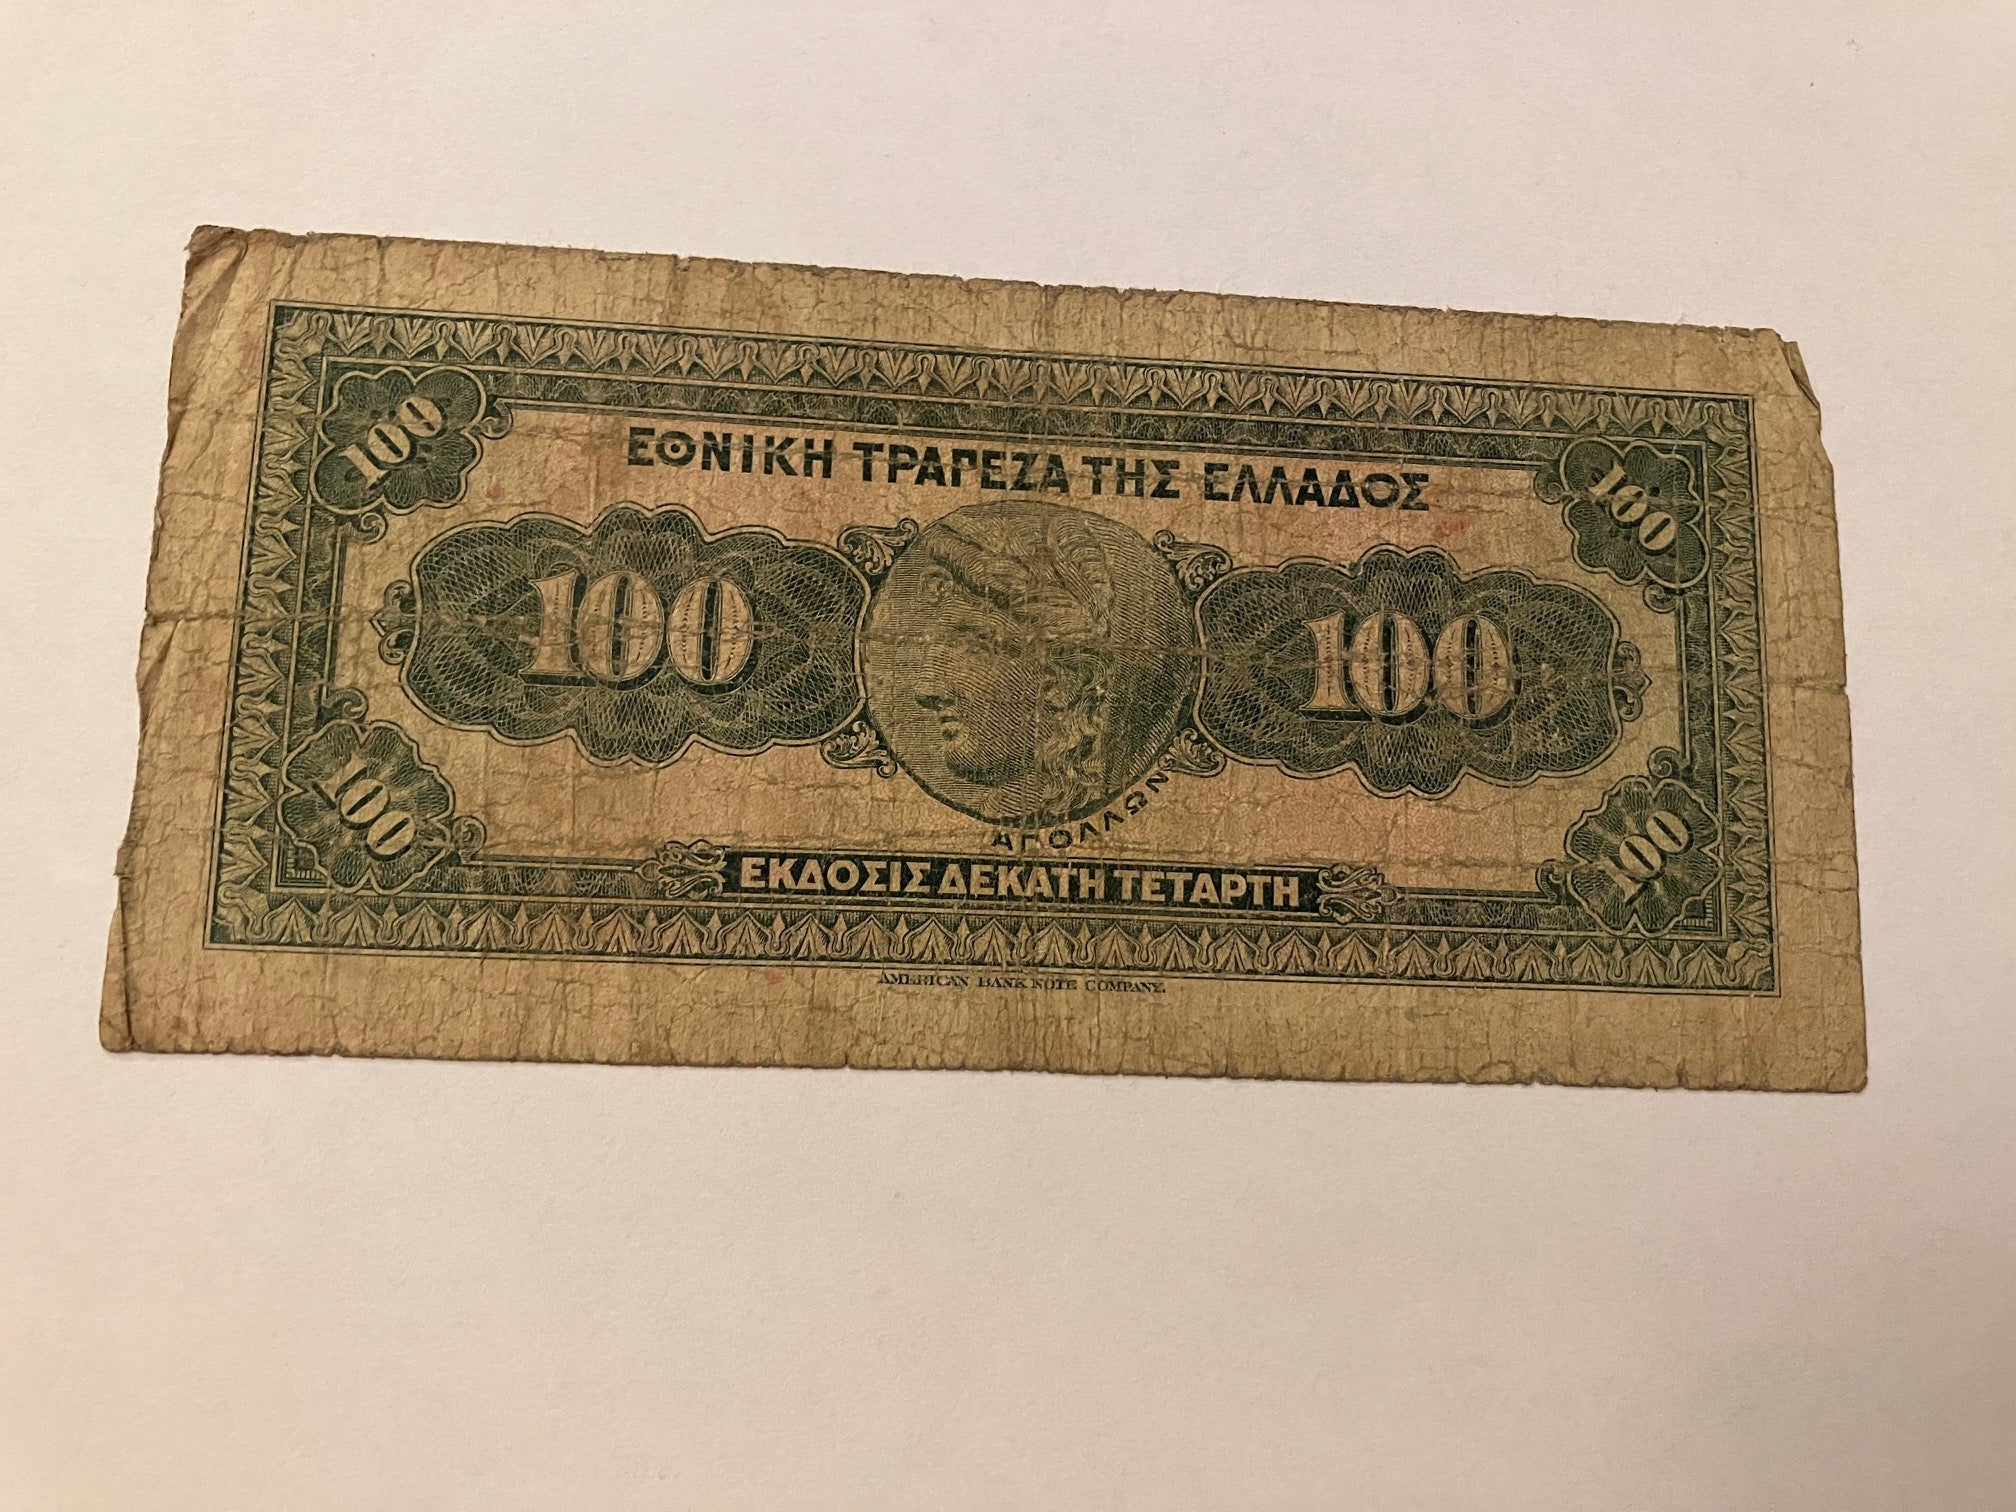 100 100
ΕΘΝΙΚΗ ΤΡΑΠΕΖΑ ΤΗΣ ΕΛΛΑΔΟΣ
100 100
ΑΠΟΛΛΩΝ
100 100
ΕΚΔΟΣΙΣ ΔΕΚΑΤΗ ΤΕΤΑΡΤΗ
AMERICAN BANK NOTE COMPANY.